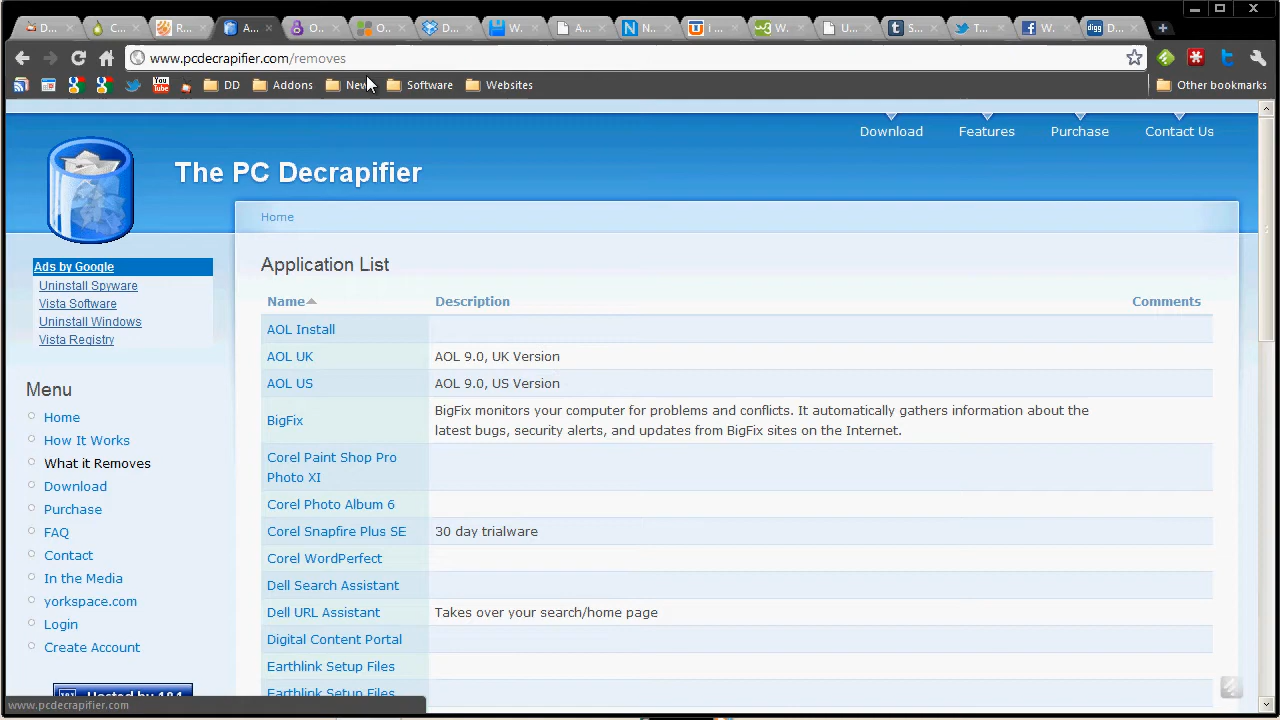 D...
C...
R...
A...
O...
O...
D...
W...
A...
N...
i ...
W...
U...
S...
T...
W...
D...
www.pcdecrapifier.com/removes
DD
Addons
New
Software
Websites
Other bookmarks
Download
Features
Purchase
Contact Us
The PC Decrapifier
Home
Ads by Google
Uninstall Spyware
Vista Software
Uninstall Windows
Vista Registry
Menu
Home
How It Works
What it Removes
Download
Purchase
FAQ
Contact
In the Media
yorkspace.com
Login
Create Account
Application List
Name Description Comments
AOL Install
AOL UK AOL 9.0, UK Version
AOL US AOL 9.0, US Version
BigFix BigFix monitors your computer for problems and conflicts. It automatically gathers information about the
latest bugs, security alerts, and updates from BigFix sites on the Internet.
Corel Paint Shop Pro
Photo XI
Corel Photo Album 6
Corel Snapfire Plus SE 30 day trialware
Corel WordPerfect
Dell Search Assistant
Dell URL Assistant Takes over your search/home page
Digital Content Portal
Earthlink Setup Files
Earthlink Setup Files
www.pcdecrapifier.com